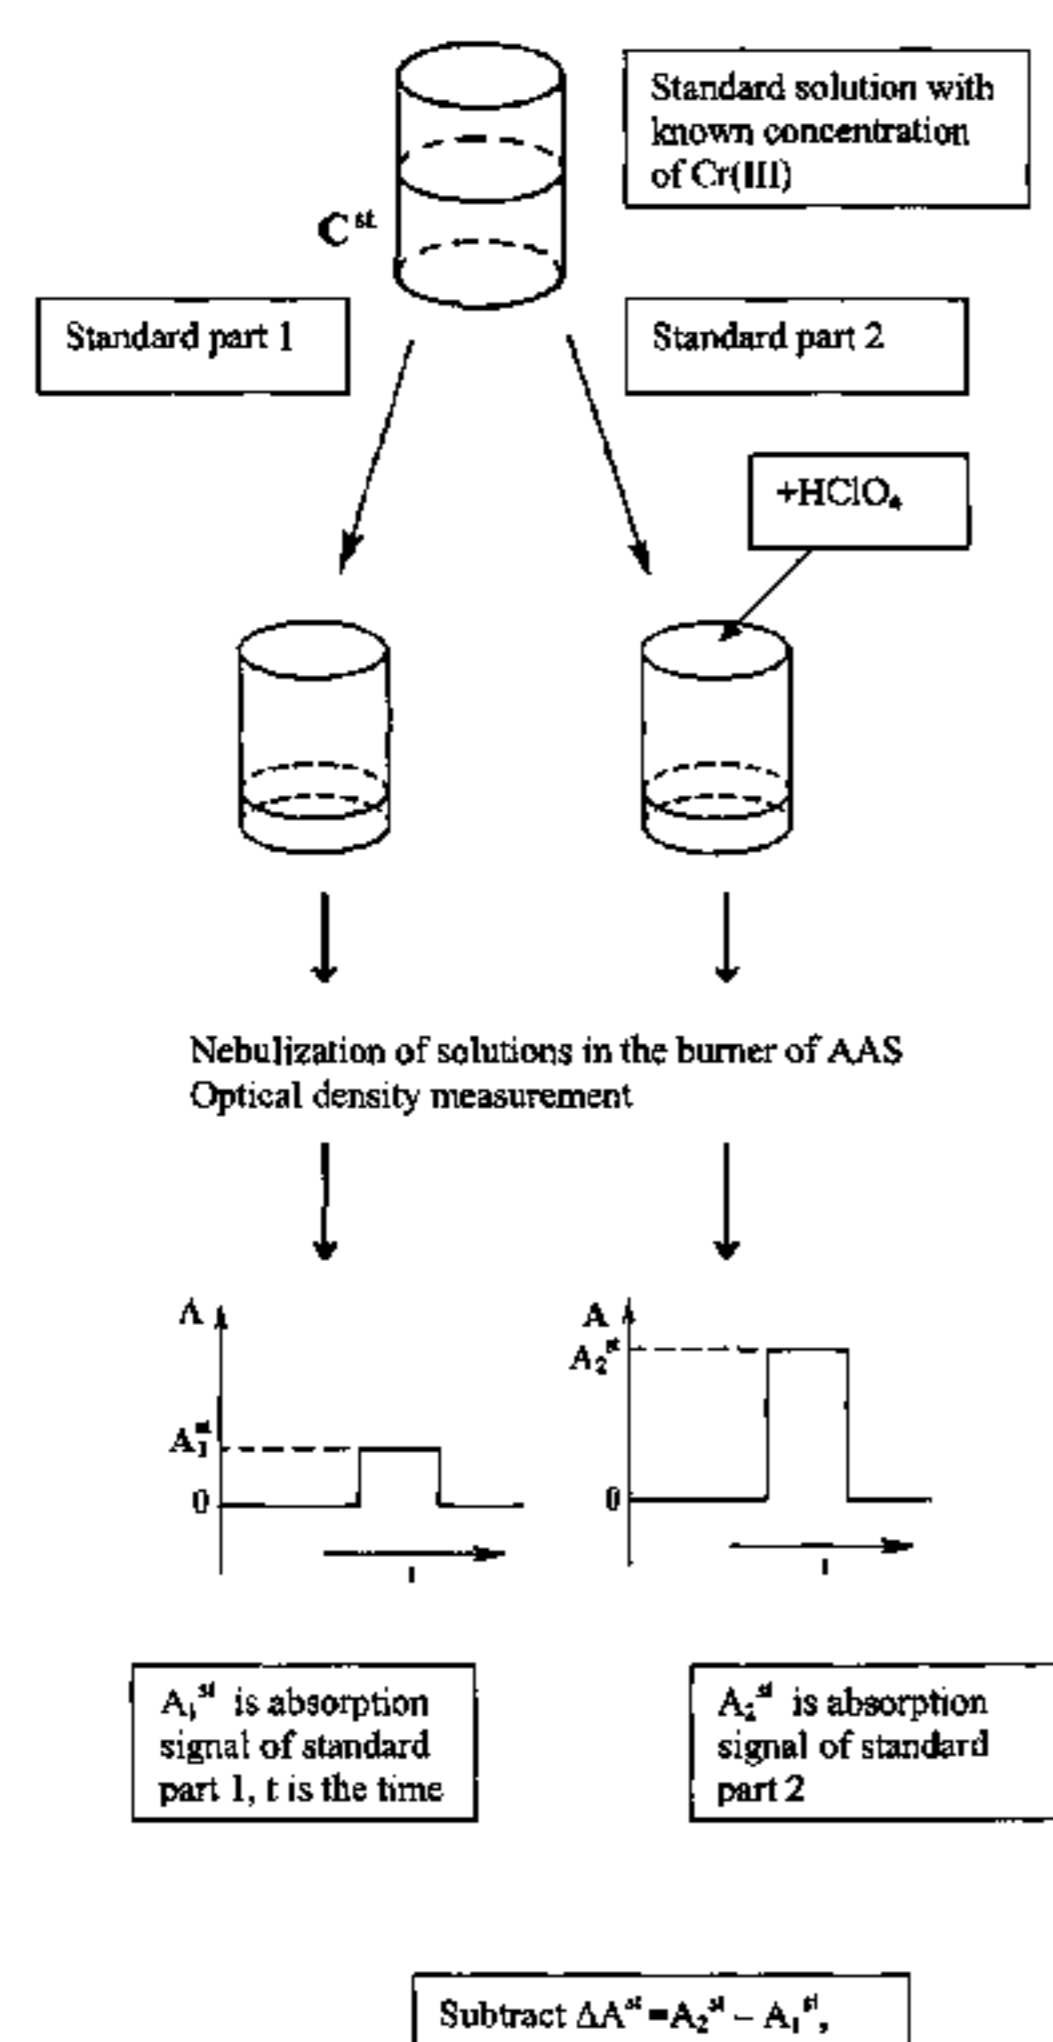 Standard solution with
known concentration
of Cr(III)
C^st
Standard part 1
Standard part 2
+HClO₄
Nebulization of solutions in the burner of AAS
Optical density measurement
A
A₁^st
0
t
A
A₂^st
0
t
A₁^st is absorption
signal of standard
part 1, t is the time
A₂^st is absorption
signal of standard
part 2
Subtract ΔA^st=A₂^st – A₁^st,